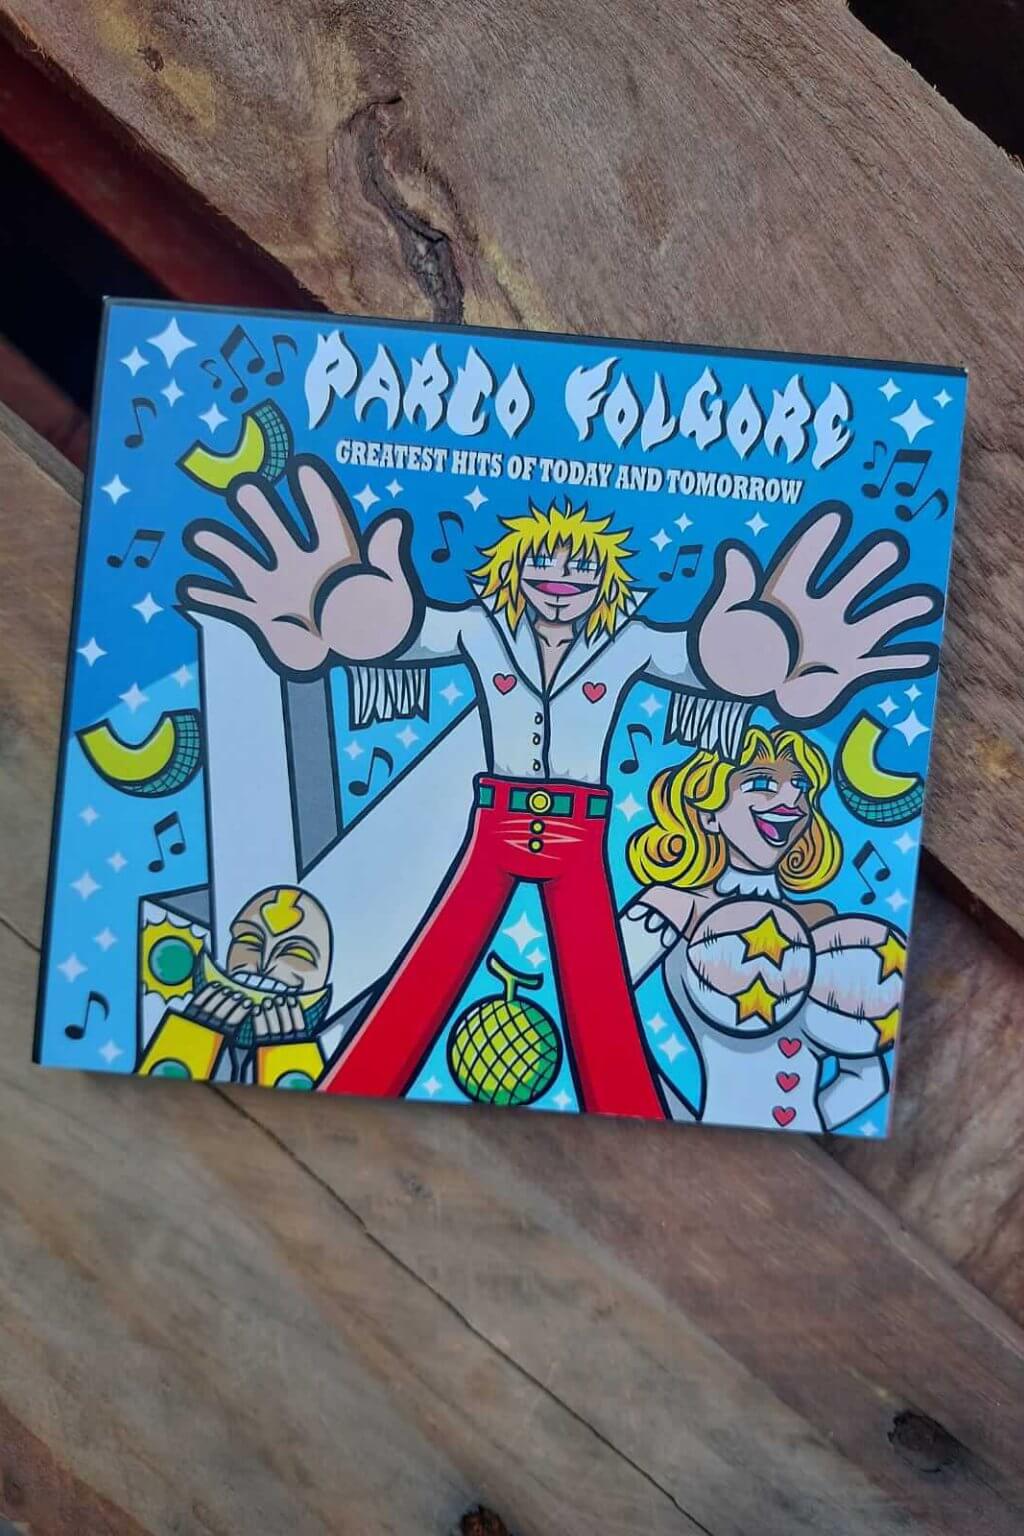 PARCO FOLGORE
GREATEST HITS OF TODAY AND TOMORROW